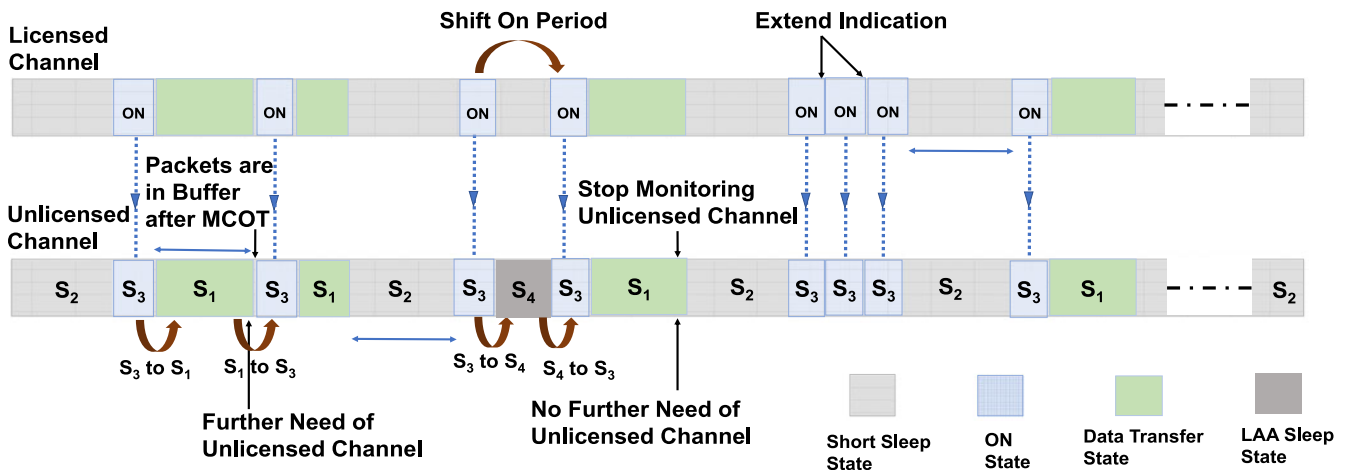 Shift On Period
Extend Indication
Licensed
Channel
ON
ON
ON
ON
ON
ON
ON
ON
Packets are
in Buffer
after MCOT
Stop Monitoring
Unlicensed Channel
Unlicensed
Channel
S₂
S₃
S₁
S₃
S₁
S₂
S₃
S₄
S₃
S₁
S₂
S₃
S₃
S₃
S₂
S₃
S₁
S₂
S₃ to S₁
S₁ to S₃
S₃ to S₄
S₄ to S₃
Further Need of
Unlicensed Channel
No Further Need of
Unlicensed Channel
Short Sleep
State
ON
State
Data Transfer
State
LAA Sleep
State